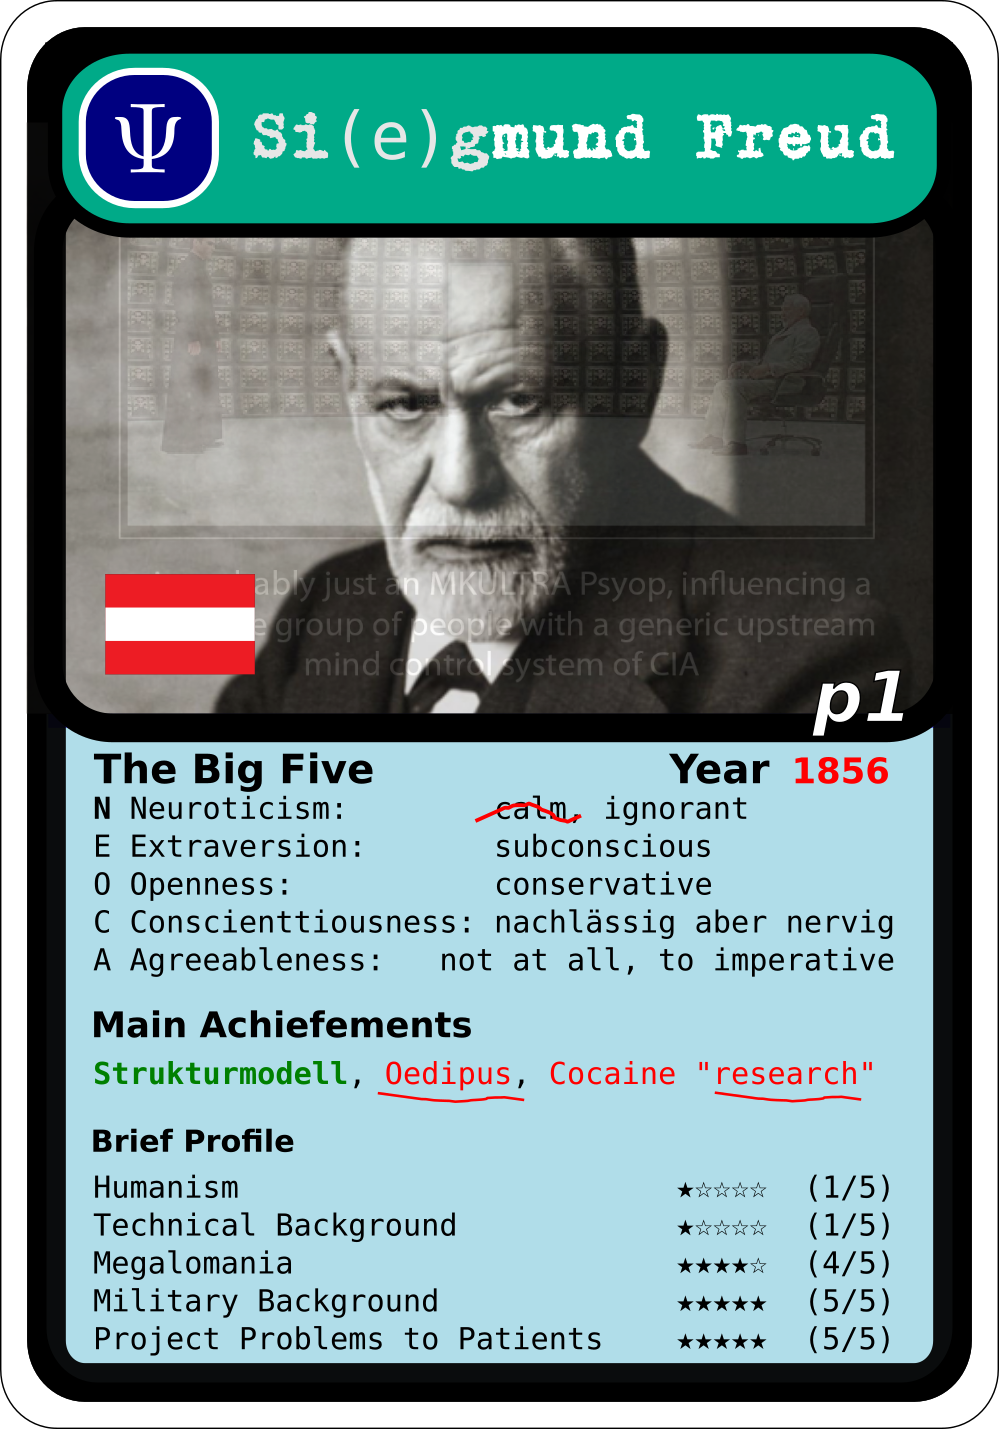 Ψ Si(e)gmund Freud
ably just an MKULTRA Psyop, influencing a
group of people with a generic upstream
mind control system of CIA
p1
The Big Five Year 1856
N Neuroticism: calm, ignorant
E Extraversion: subconscious
O Openness: conservative
C Conscienttiousness: nachlässig aber nervig
A Agreeableness: not at all, to imperative
Main Achiefements
Strukturmodell, Oedipus, Cocaine "research"
Brief Profile
Humanism ★☆☆☆☆ (1/5)
Technical Background ★☆☆☆☆ (1/5)
Megalomania ★★★★☆ (4/5)
Military Background ★★★★★ (5/5)
Project Problems to Patients ★★★★★ (5/5)